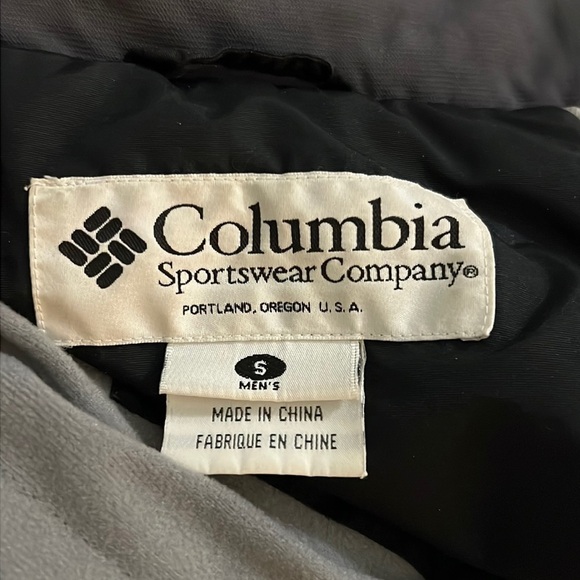 Columbia
Sportswear Company®
PORTLAND, OREGON U.S.A.
S
MEN'S
MADE IN CHINA
FABRIQUE EN CHINE